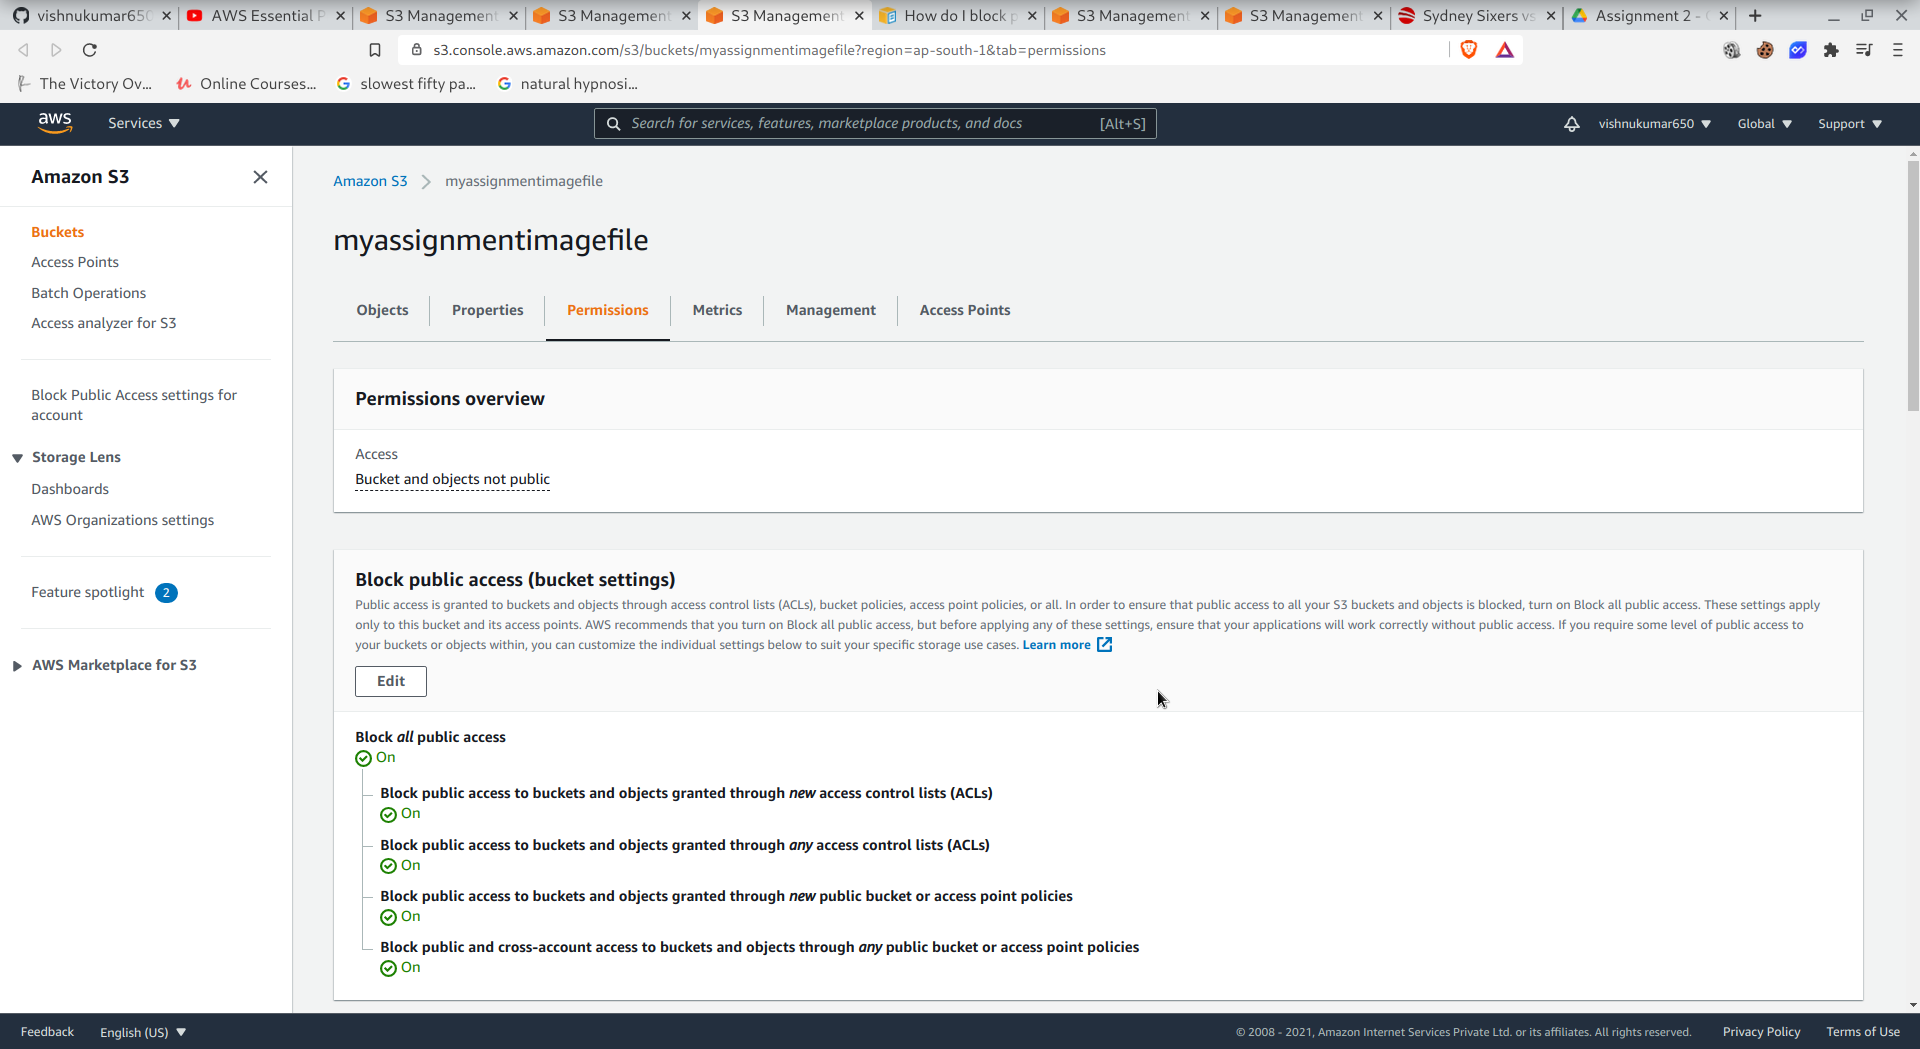 vishnukumar650
AWS Essential P
S3 Management
S3 Management
S3 Management
How do I block p
S3 Management
S3 Management
Sydney Sixers vs
Assignment 2 -
s3.console.aws.amazon.com/s3/buckets/myassignmentimagefile?region=ap-south-1&tab=permissions
The Victory Ov...
Online Courses...
slowest fifty pa...
natural hypnosi...
aws
Services
Search for services, features, marketplace products, and docs
[Alt+S]
vishnukumar650
Global
Support
Amazon S3
Buckets
Access Points
Batch Operations
Access analyzer for S3
Block Public Access settings for
account
Storage Lens
Dashboards
AWS Organizations settings
Feature spotlight 2
AWS Marketplace for S3
Amazon S3
myassignmentimagefile
myassignmentimagefile
Objects
Properties
Permissions
Metrics
Management
Access Points
Permissions overview
Access
Bucket and objects not public
Block public access (bucket settings)
Public access is granted to buckets and objects through access control lists (ACLs), bucket policies, access point policies, or all. In order to ensure that public access to all your S3 buckets and objects is blocked, turn on Block all public access. These settings apply
only to this bucket and its access points. AWS recommends that you turn on Block all public access, but before applying any of these settings, ensure that your applications will work correctly without public access. If you require some level of public access to
your buckets or objects within, you can customize the individual settings below to suit your specific storage use cases. Learn more
Edit
Block all public access
On
Block public access to buckets and objects granted through new access control lists (ACLs)
On
Block public access to buckets and objects granted through any access control lists (ACLs)
On
Block public access to buckets and objects granted through new public bucket or access point policies
On
Block public and cross-account access to buckets and objects through any public bucket or access point policies
On
Feedback
English (US)
© 2008 - 2021, Amazon Internet Services Private Ltd. or its affiliates. All rights reserved.
Privacy Policy
Terms of Use